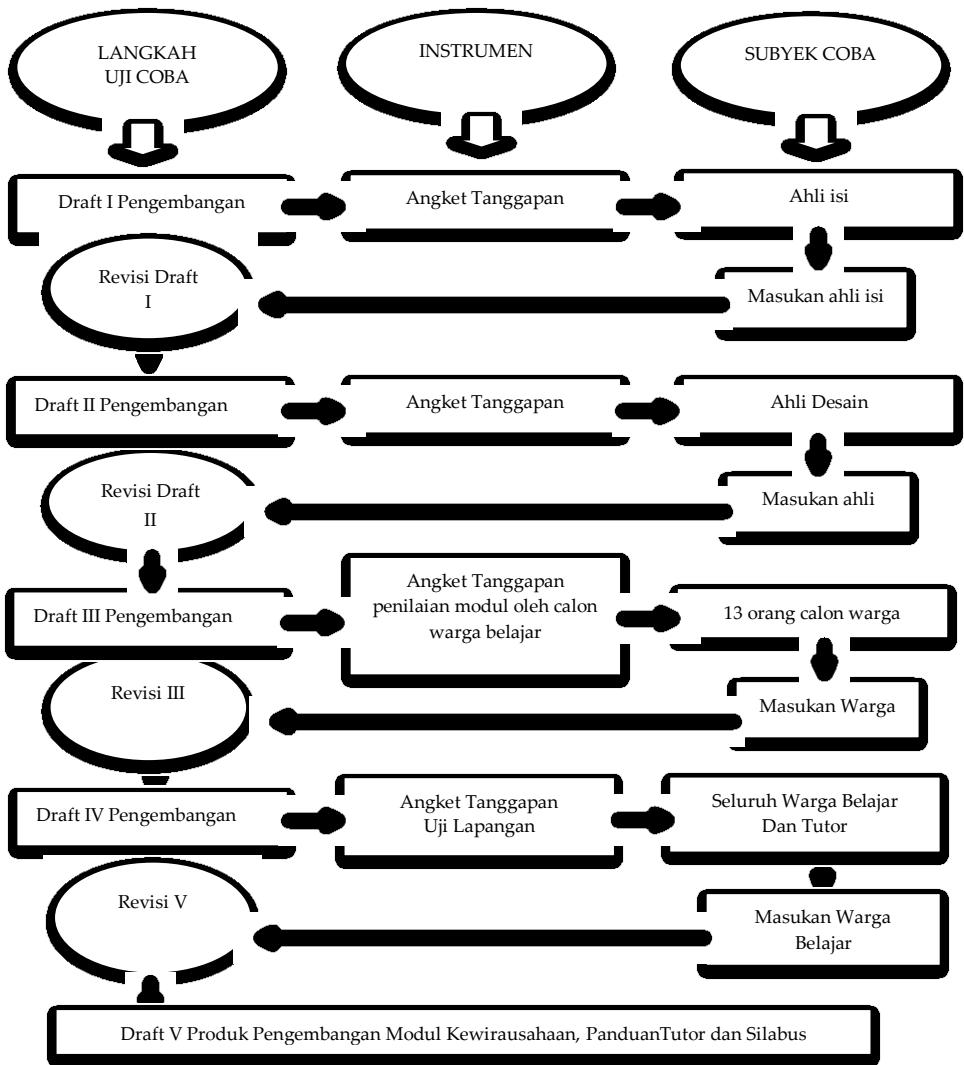 LANGKAH
UJI COBA
INSTRUMEN
SUBYEK COBA
Draft I Pengembangan
Angket Tanggapan
Ahli isi
Revisi Draft
I
Masukan ahli isi
Draft II Pengembangan
Angket Tanggapan
Ahli Desain
Revisi Draft
II
Masukan ahli
Draft III Pengembangan
Angket Tanggapan
penilaian modul oleh calon
warga belajar
13 orang calon warga
Revisi III
Masukan Warga
Draft IV Pengembangan
Angket Tanggapan
Uji Lapangan
Seluruh Warga Belajar
Dan Tutor
Revisi V
Masukan Warga
Belajar
Draft V Produk Pengembangan Modul Kewirausahaan, PanduanTutor dan Silabus